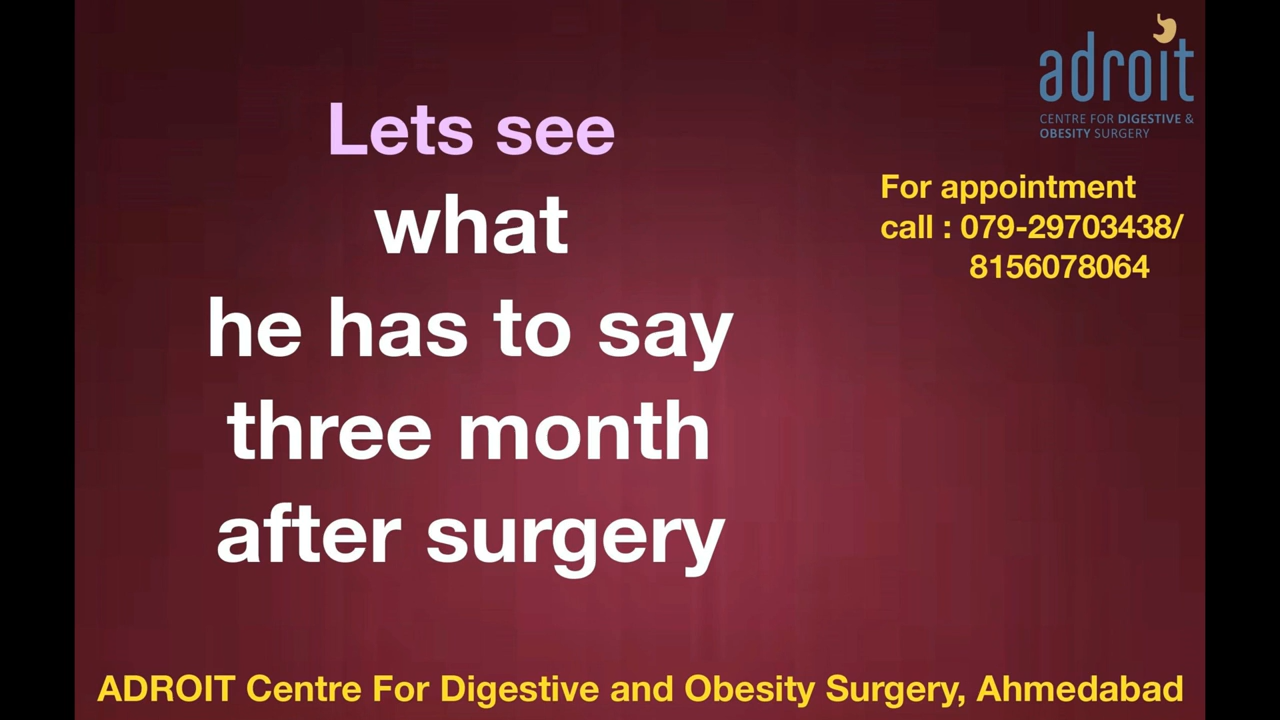 Lets see
what
he has to say
three month
after surgery
adroit
CENTRE FOR DIGESTIVE &
OBESITY SURGERY
For appointment
call : 079-29703438/
8156078064
ADROIT Centre For Digestive and Obesity Surgery, Ahmedabad